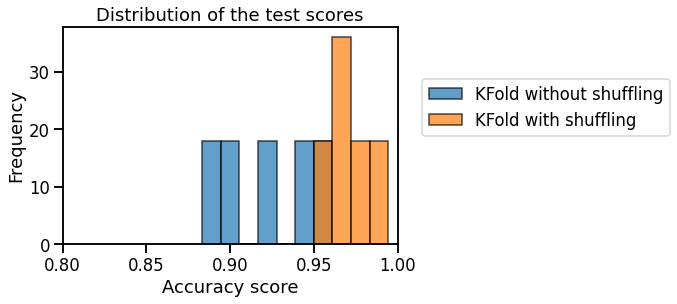 Distribution of the test scores
Frequency
30
20
10
0
0.80 0.85 0.90 0.95 1.00
Accuracy score
KFold without shuffling
KFold with shuffling